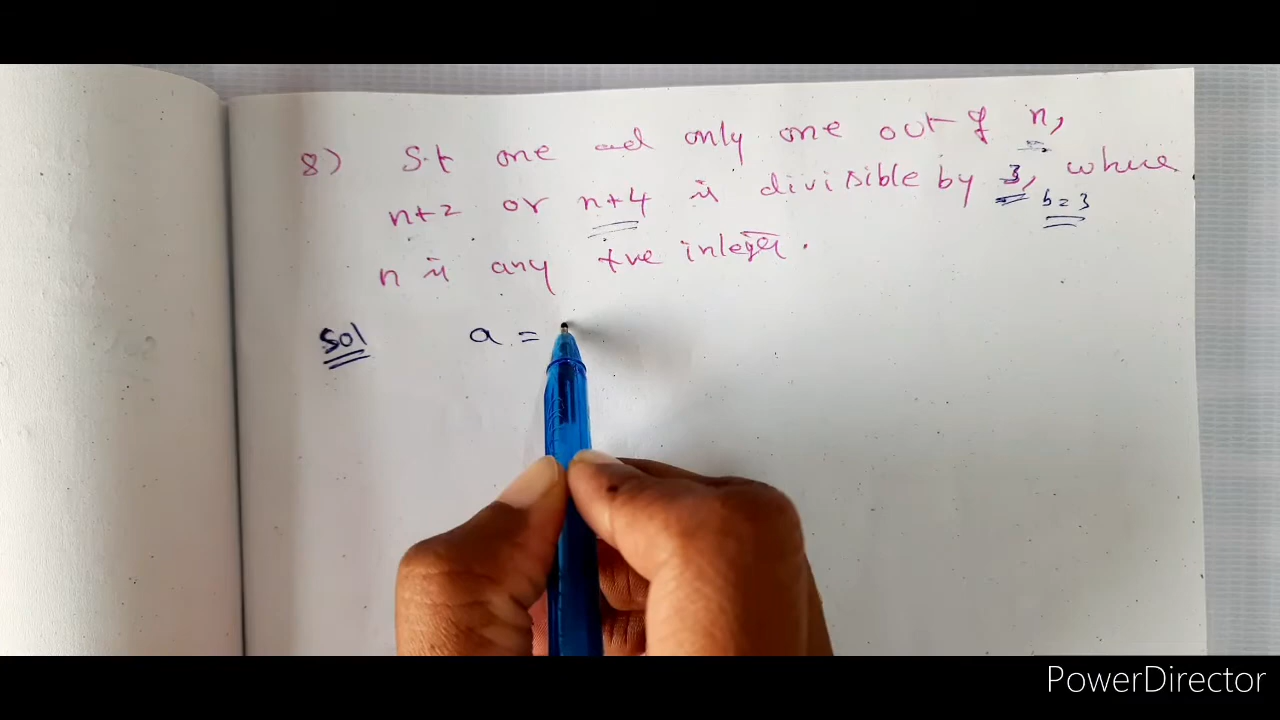 8) S.t one and only one out of n,
n+2 or n+4 is divisible by 3, where
b = 3
n is any +ve integer.
Sol a =
PowerDirector